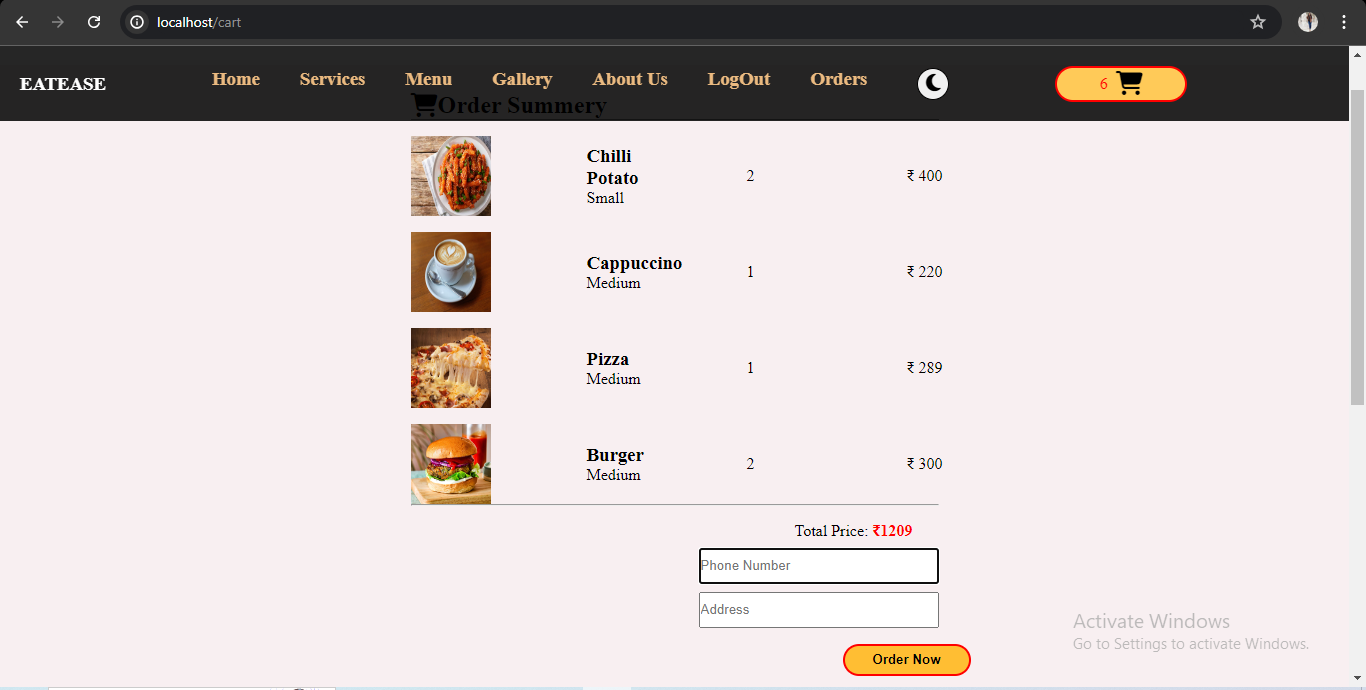 localhost/cart
EATEASE
Home Services Menu Gallery About Us LogOut Orders
6
Order Summery
Chilli
Potato
Small
2
₹ 400
Cappuccino
Medium
1
₹ 220
Pizza
Medium
1
₹ 289
Burger
Medium
2
₹ 300
Total Price: ₹1209
Phone Number
Address
Order Now
Activate Windows
Go to Settings to activate Windows.